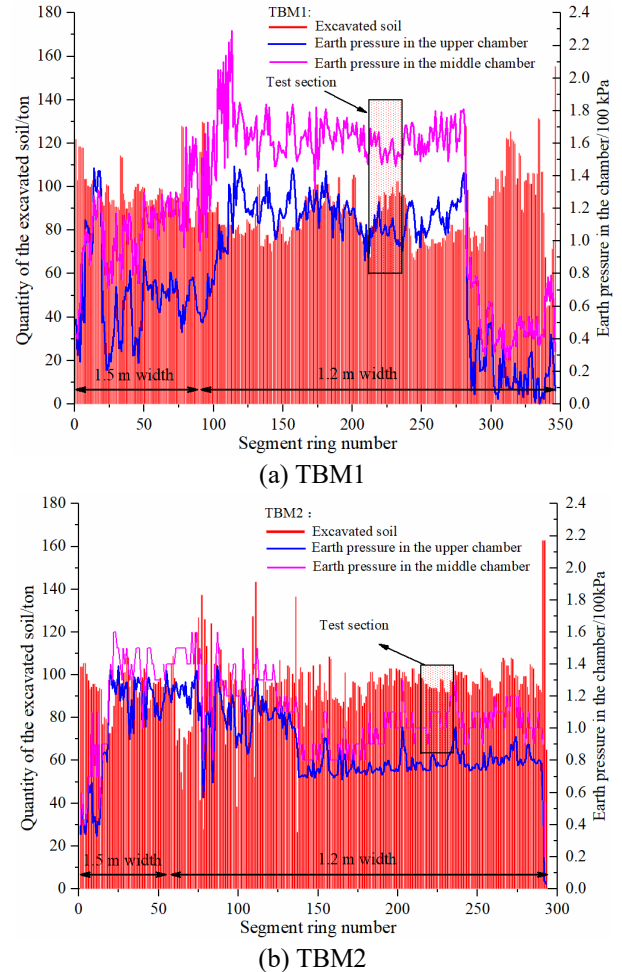 TBM1:
Excavated soil
Earth pressure in the upper chamber
Earth pressure in the middle chamber
Test section
Quantity of the excavated soil/ton
180
160
140
120
100
80
60
40
20
0
2.4
2.2
2.0
1.8
1.6
1.4
1.2
1.0
0.8
0.6
0.4
0.2
0.0
Earth pressure in the chamber/100 kPa
1.5 m width
1.2 m width
0 50 100 150 200 250 300 350
Segment ring number
(a) TBM1
TBM2 :
Excavated soil
Earth pressure in the upper chamber
Earth pressure in the middle chamber
Test section
Quantity of the excavated soil/ton
180
160
140
120
100
80
60
40
20
0
2.4
2.2
2.0
1.8
1.6
1.4
1.2
1.0
0.8
0.6
0.4
0.2
0.0
Earth pressure in the chamber/100kPa
1.5 m width
1.2 m width
0 50 100 150 200 250 300
Segment ring number
(b) TBM2